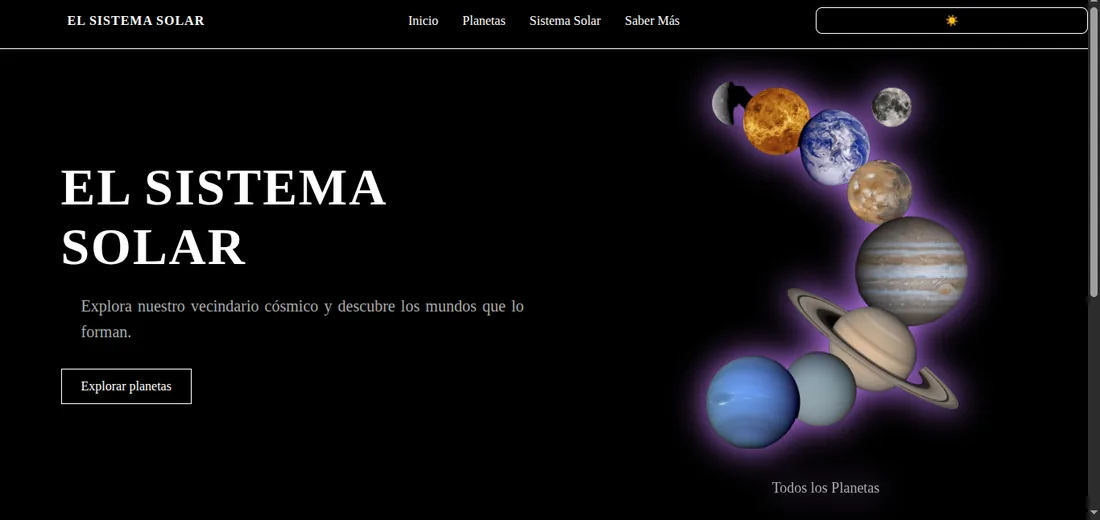 EL SISTEMA SOLAR
Inicio
Planetas
Sistema Solar
Saber Más
EL SISTEMA
SOLAR
Explora nuestro vecindario cósmico y descubre los mundos que lo
forman.
Explorar planetas
Todos los Planetas